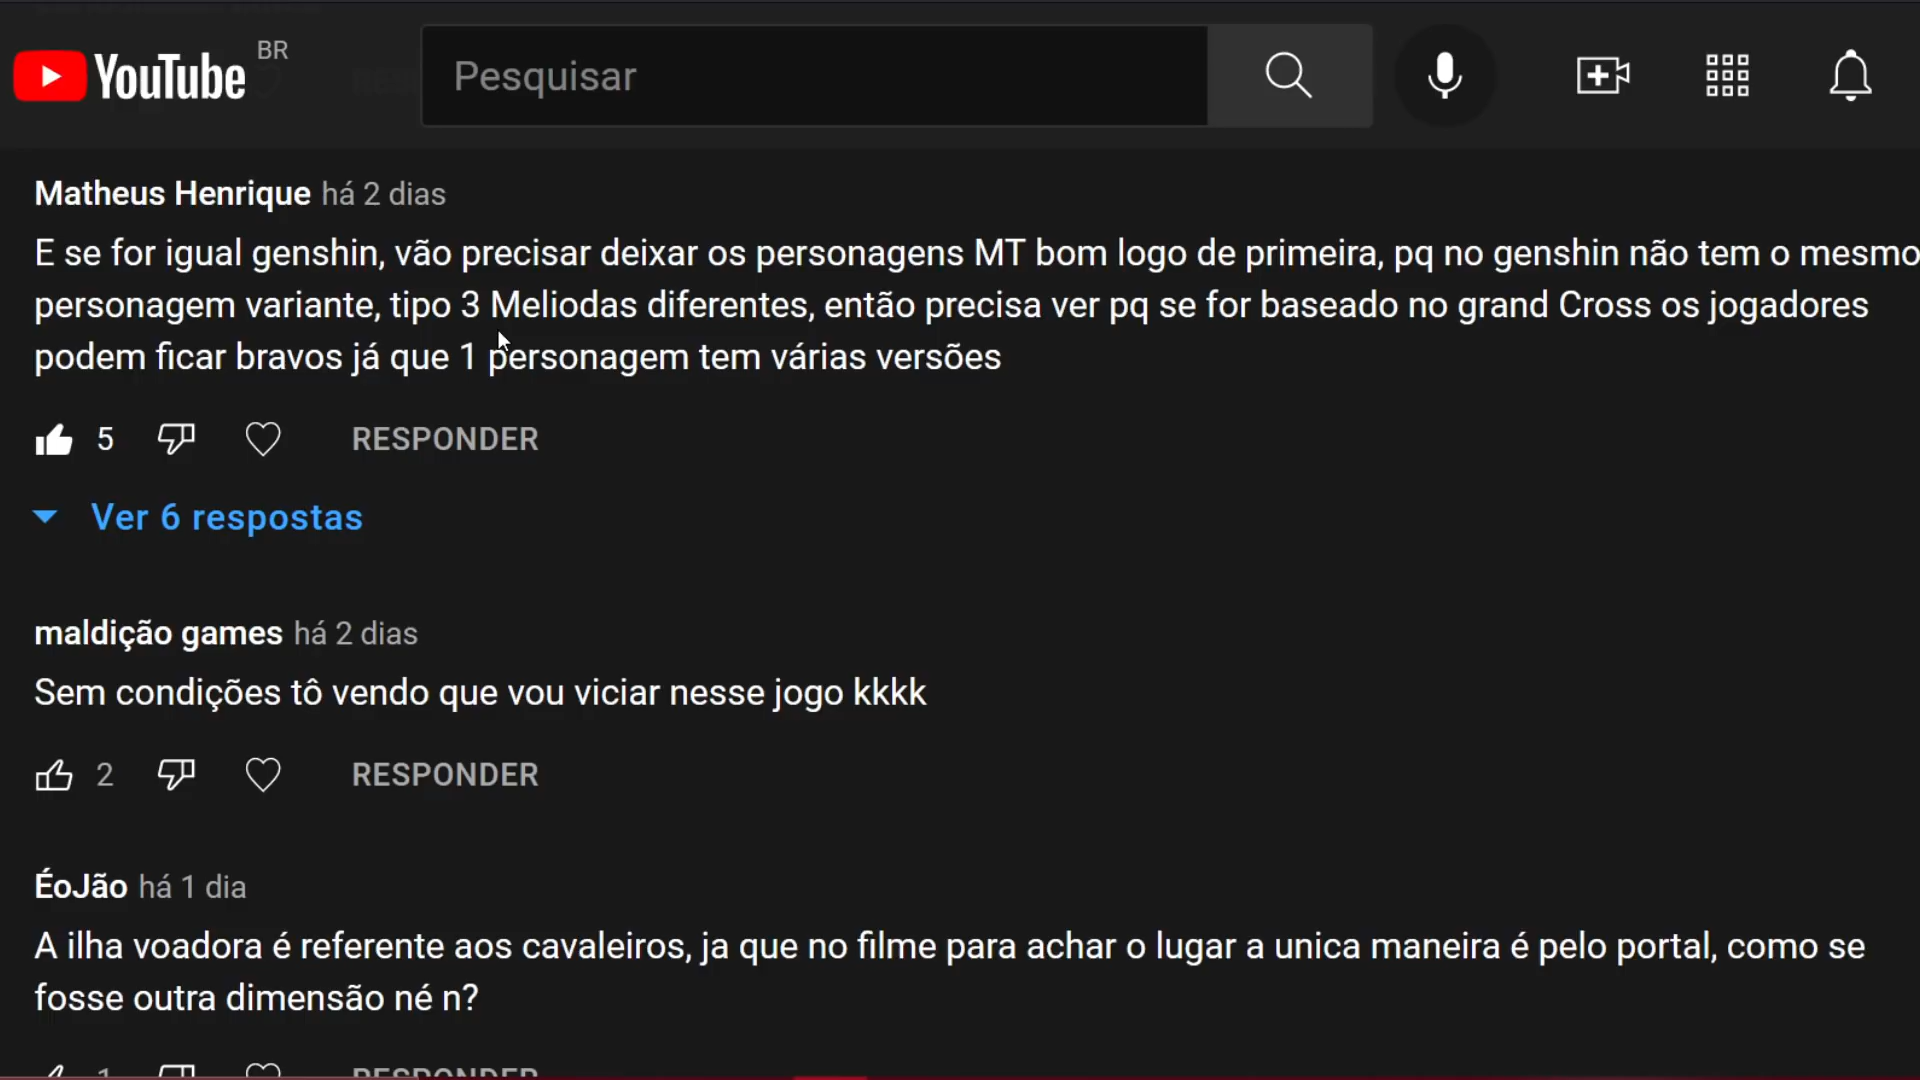 YouTube BR
Pesquisar
Matheus Henrique há 2 dias
E se for igual genshin, vão precisar deixar os personagens MT bom logo de primeira, pq no genshin não tem o mesmo
personagem variante, tipo 3 Meliodas diferentes, então precisa ver pq se for baseado no grand Cross os jogadores
podem ficar bravos já que 1 personagem tem várias versões
5 RESPONDER
Ver 6 respostas
maldição games há 2 dias
Sem condições tô vendo que vou viciar nesse jogo kkkk
2 RESPONDER
ÉoJão há 1 dia
A ilha voadora é referente aos cavaleiros, ja que no filme para achar o lugar a unica maneira é pelo portal, como se
fosse outra dimensão né n?
1 RESPONDER